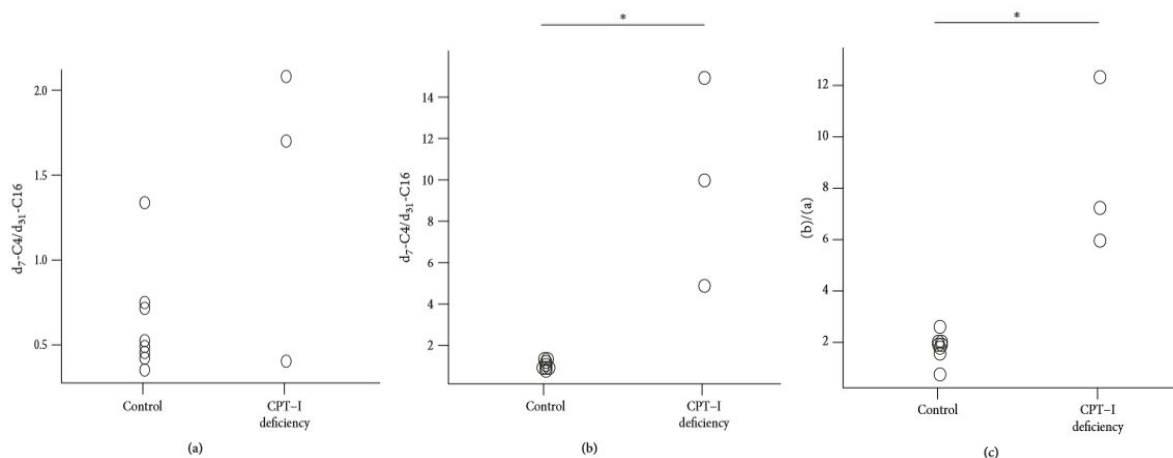 d₇-C4/d₃₁-C16
2.0
1.5
1.0
0.5
Control
CPT–I
deficiency
(a)
*
d₇-C4/d₃₁-C16
14
12
10
8
6
4
2
Control
CPT–I
deficiency
(b)
*
(b)/(a)
12
10
8
6
4
2
Control
CPT–I
deficiency
(c)